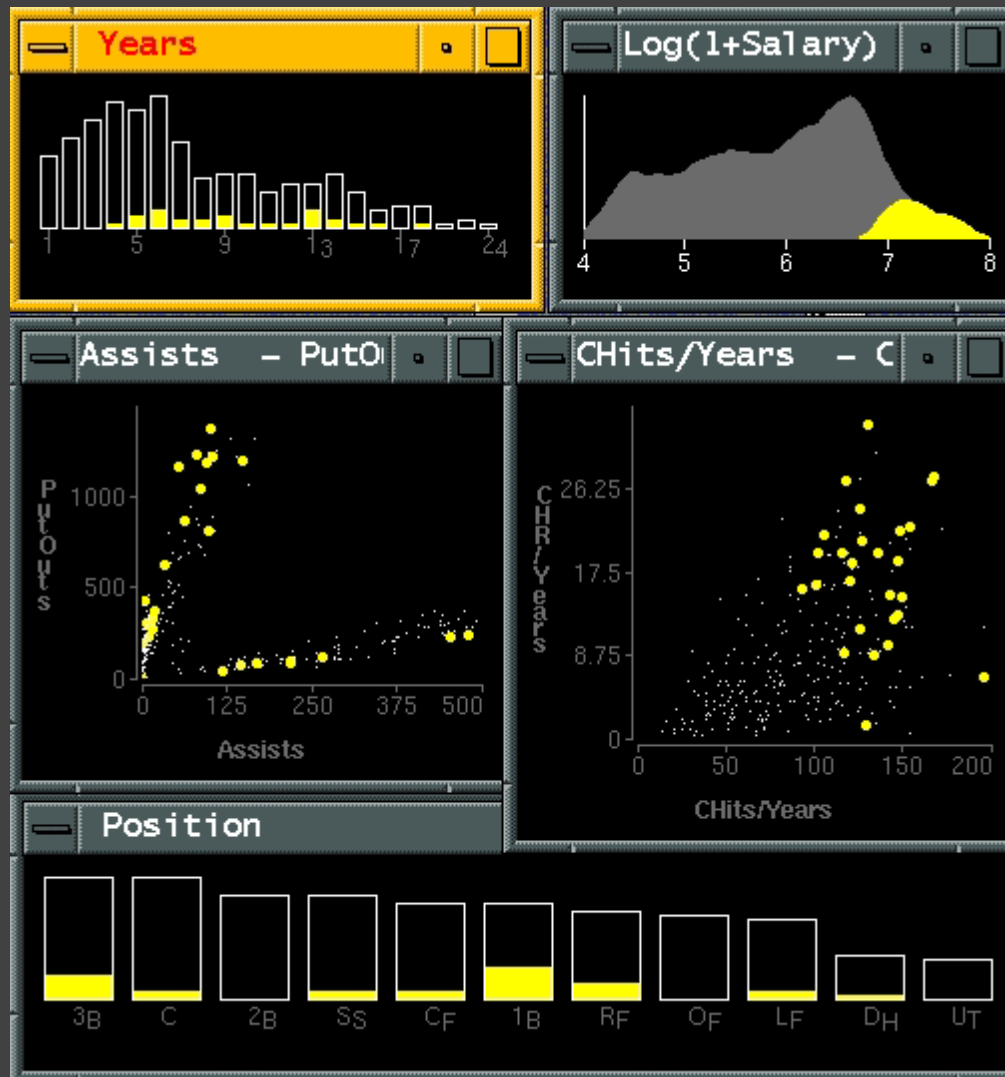 Years
1 5 9 13 17 24
Log(1+Salary)
4 5 6 7 8
Assists - PutO
PutOuts
1000
500
0
0 125 250 375 500
Assists
CHits/Years - C
CHR/Years
26.25
17.5
8.75
0
0 50 100 150 200
CHits/Years
Position
3B C 2B SS CF 1B RF OF LF DH UT